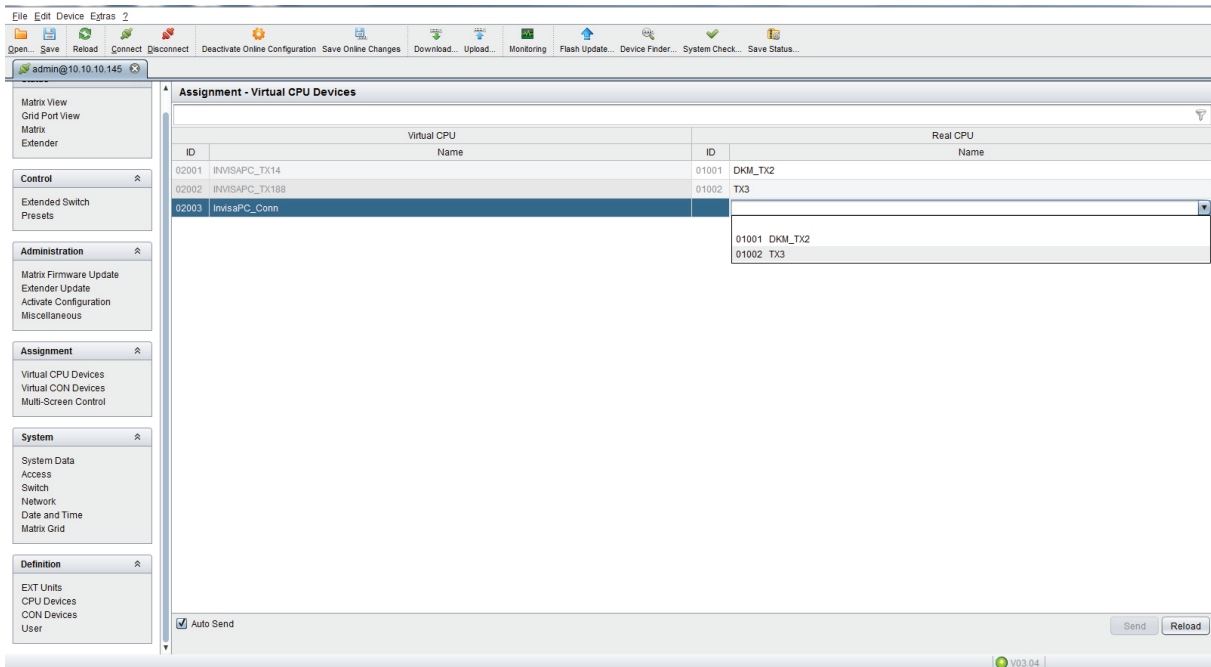 File Edit Device Extras ?
Open... Save Reload Connect Disconnect Deactivate Online Configuration Save Online Changes Download... Upload... Monitoring Flash Update... Device Finder... System Check... Save Status...
admin@10.10.10.145
Assignment - Virtual CPU Devices
Matrix View
Grid Port View
Matrix
Extender
Control
Extended Switch
Presets
Administration
Matrix Firmware Update
Extender Update
Activate Configuration
Miscellaneous
Assignment
Virtual CPU Devices
Virtual CON Devices
Multi-Screen Control
System
System Data
Access
Switch
Network
Date and Time
Matrix Grid
Definition
EXT Units
CPU Devices
CON Devices
User
Virtual CPU Real CPU
ID Name ID Name
02001 INVISAPC_TX14 01001 DKM_TX2
02002 INVISAPC_TX188 01002 TX3
02003 InvisaPC_Conn
01001 DKM_TX2
01002 TX3
Auto Send Send Reload
V03.04